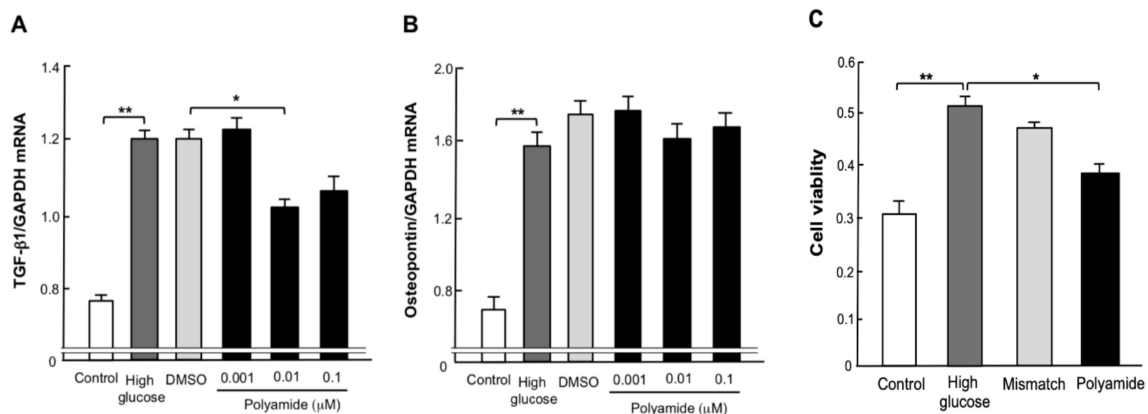 A
TGF-β1/GAPDH mRNA
1.4
1.2
1.0
0.8
0
**
*
Control High glucose DMSO 0.001 0.01 0.1
Polyamide (μM)
B
Osteopontin/GAPDH mRNA
2.0
1.6
1.2
0.8
0
**
Control High glucose DMSO 0.001 0.01 0.1
Polyamide (μM)
C
Cell viablity
0.6
0.5
0.4
0.3
0.2
0.1
0
**
*
Control High glucose Mismatch Polyamide